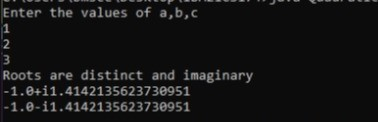 Enter the values of a,b,c
1
2
3
Roots are distinct and imaginary
-1.0+i1.4142135623730951
-1.0-i1.4142135623730951